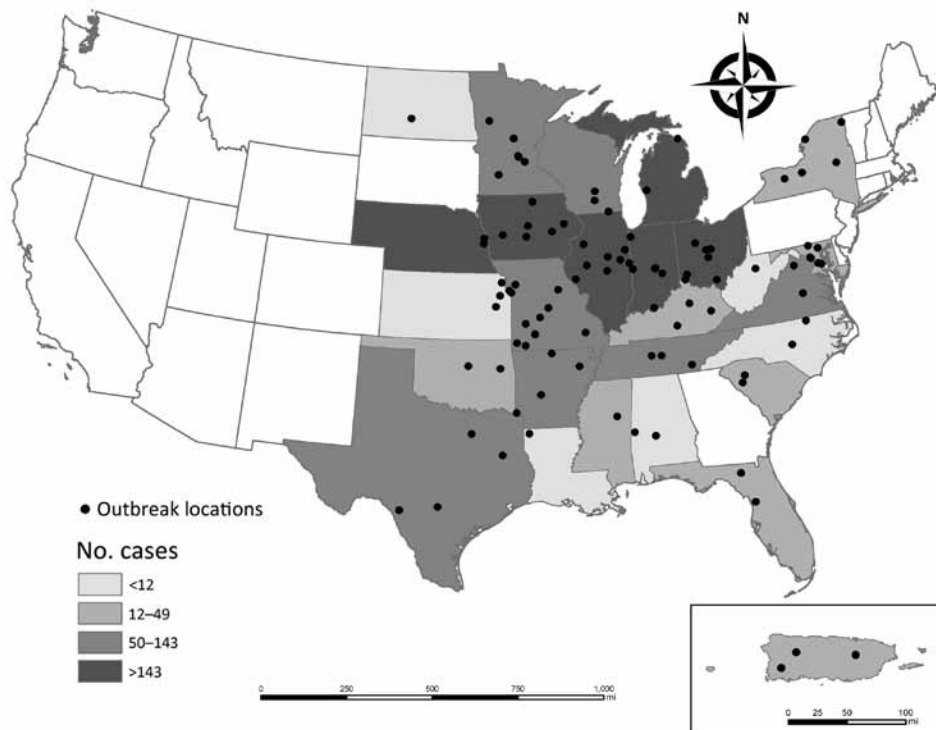 N
Outbreak locations
No. cases
<12
12–49
50–143
>143
0 250 500 750 1,000
mi
0 25 50 100
mi